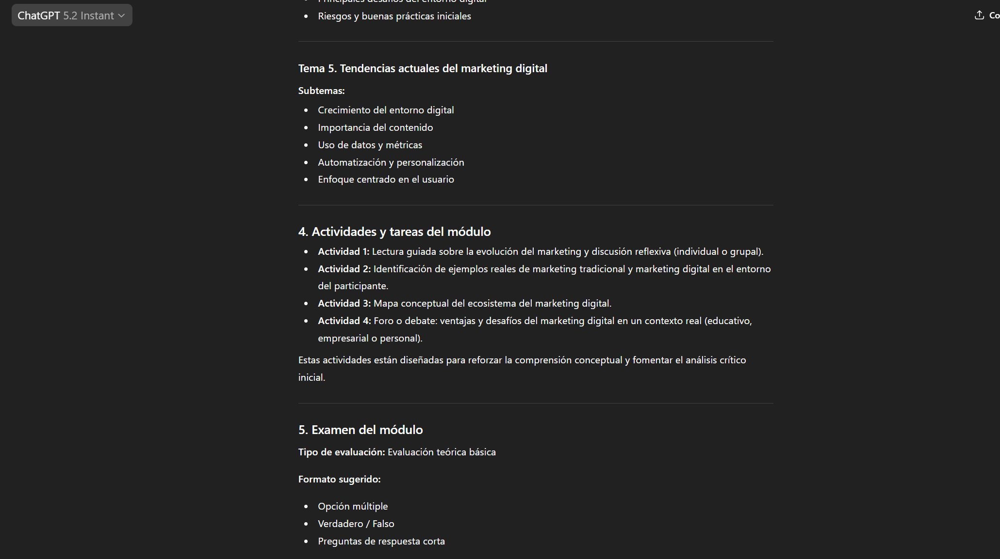 ChatGPT 5.2 Instant
Co
Principales desafíos del entorno digital
Riesgos y buenas prácticas iniciales
Tema 5. Tendencias actuales del marketing digital
Subtemas:
Crecimiento del entorno digital
Importancia del contenido
Uso de datos y métricas
Automatización y personalización
Enfoque centrado en el usuario
4. Actividades y tareas del módulo
Actividad 1: Lectura guiada sobre la evolución del marketing y discusión reflexiva (individual o grupal).
Actividad 2: Identificación de ejemplos reales de marketing tradicional y marketing digital en el entorno
del participante.
Actividad 3: Mapa conceptual del ecosistema del marketing digital.
Actividad 4: Foro o debate: ventajas y desafíos del marketing digital en un contexto real (educativo,
empresarial o personal).
Estas actividades están diseñadas para reforzar la comprensión conceptual y fomentar el análisis crítico
inicial.
5. Examen del módulo
Tipo de evaluación: Evaluación teórica básica
Formato sugerido:
Opción múltiple
Verdadero / Falso
Preguntas de respuesta corta